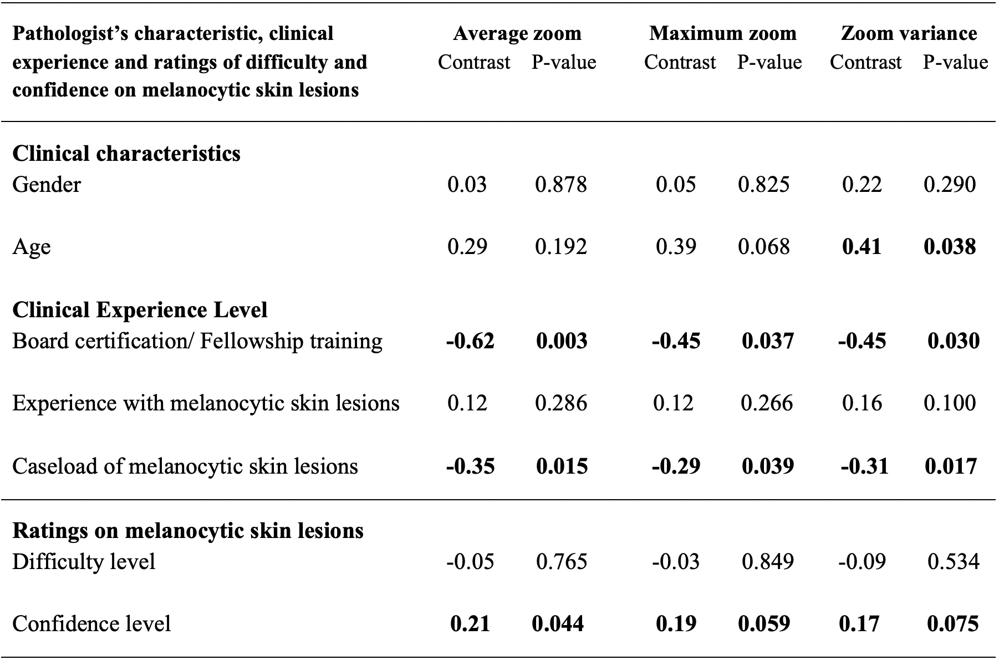 Pathologist’s characteristic, clinical Average zoom Maximum zoom Zoom variance
experience and ratings of difficulty and Contrast P-value Contrast P-value Contrast P-value
confidence on melanocytic skin lesions
Clinical characteristics
Gender 0.03 0.878 0.05 0.825 0.22 0.290
Age 0.29 0.192 0.39 0.068 0.41 0.038
Clinical Experience Level
Board certification/ Fellowship training -0.62 0.003 -0.45 0.037 -0.45 0.030
Experience with melanocytic skin lesions 0.12 0.286 0.12 0.266 0.16 0.100
Caseload of melanocytic skin lesions -0.35 0.015 -0.29 0.039 -0.31 0.017
Ratings on melanocytic skin lesions
Difficulty level -0.05 0.765 -0.03 0.849 -0.09 0.534
Confidence level 0.21 0.044 0.19 0.059 0.17 0.075